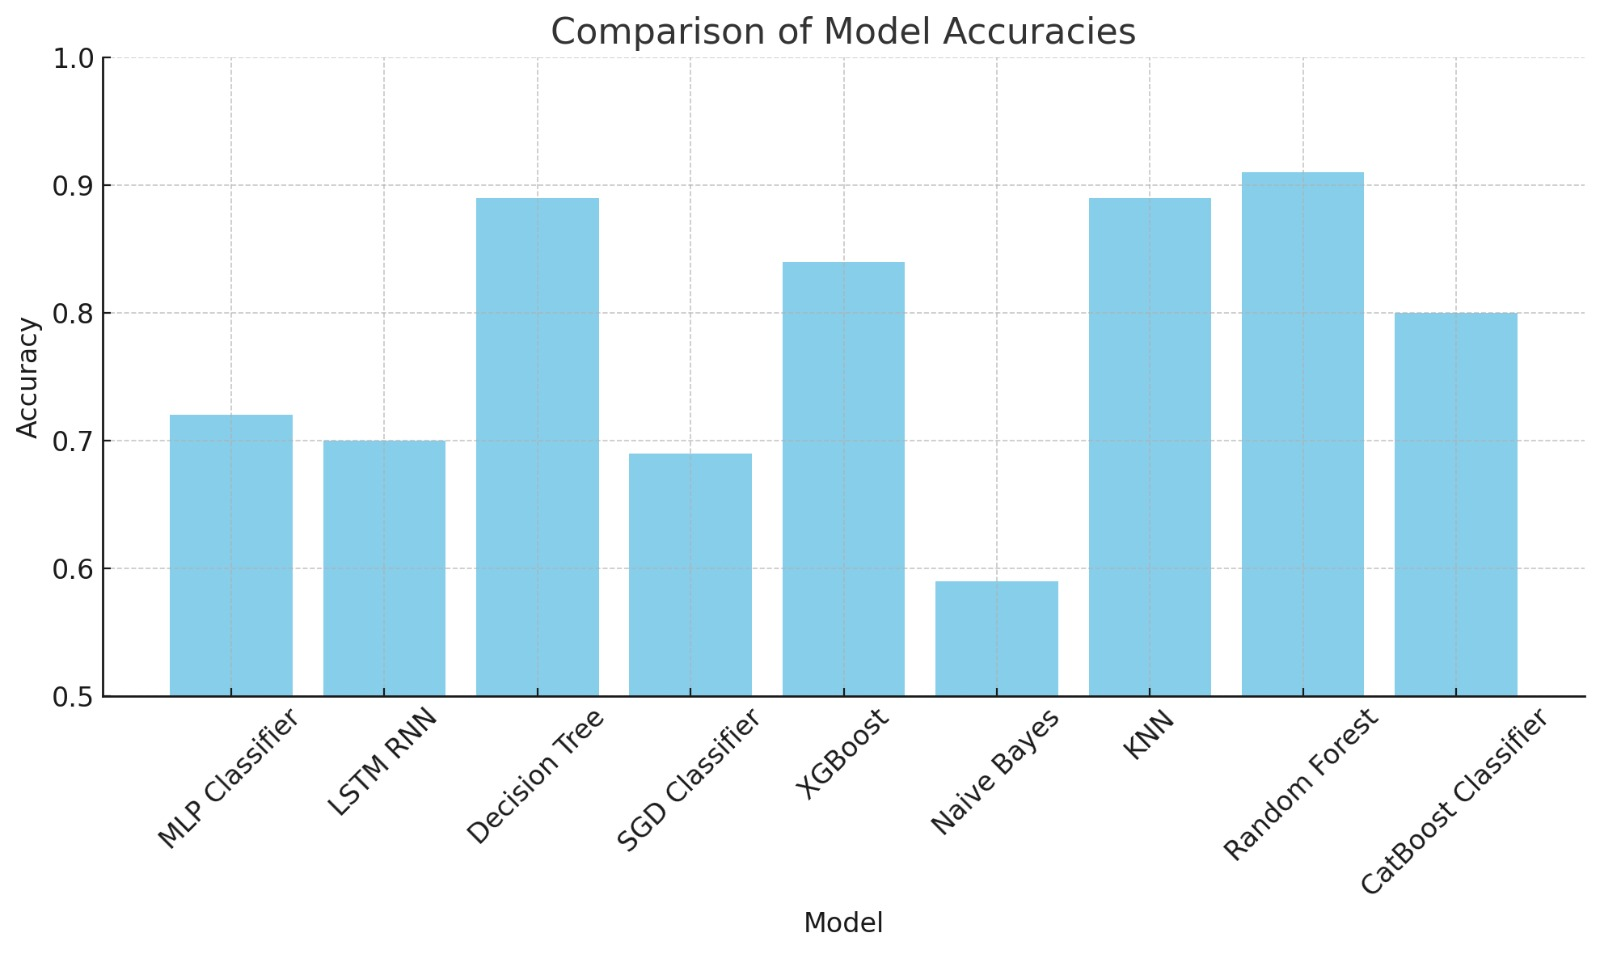 Comparison of Model Accuracies
1.0
0.9
0.8
0.7
0.6
0.5
Accuracy
MLP Classifier
LSTM RNN
Decision Tree
SGD Classifier
XGBoost
Naive Bayes
KNN
Random Forest
CatBoost Classifier
Model